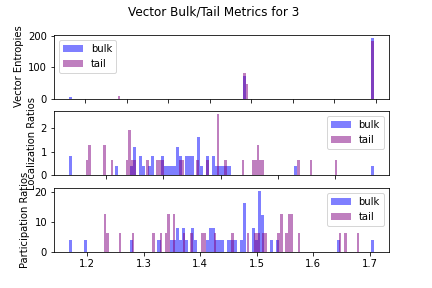 Vector Bulk/Tail Metrics for 3
Vector Entropies
200
100
0
bulk
tail
Localization Ratios
2
1
0
bulk
tail
Participation Ratios
20
10
0
bulk
tail
1.2 1.3 1.4 1.5 1.6 1.7